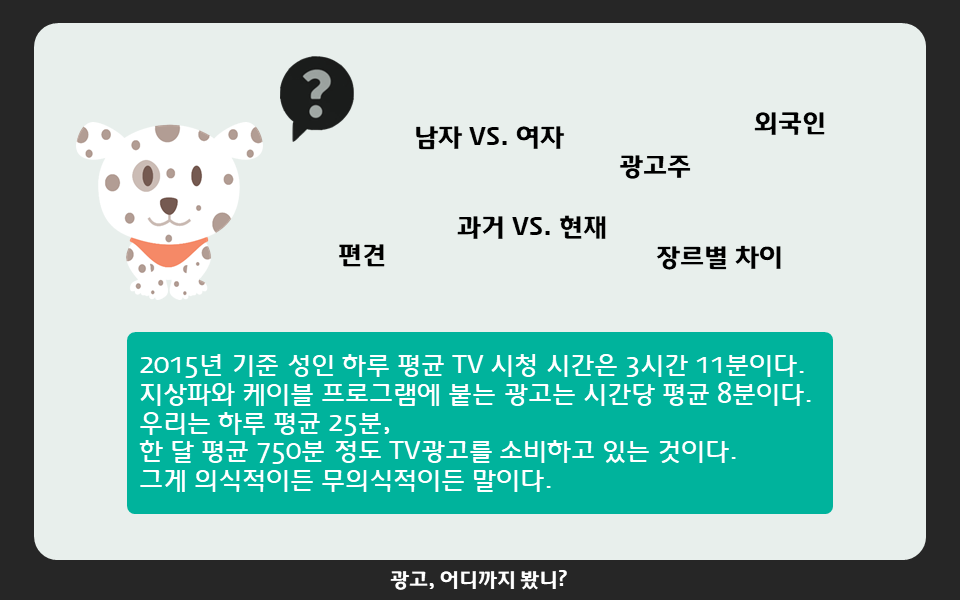 ?
남자 VS. 여자
외국인
광고주
과거 VS. 현재
편견
장르별 차이
2015년 기준 성인 하루 평균 TV 시청 시간은 3시간 11분이다.
지상파와 케이블 프로그램에 붙는 광고는 시간당 평균 8분이다.
우리는 하루 평균 25분,
한 달 평균 750분 정도 TV광고를 소비하고 있는 것이다.
그게 의식적이든 무의식적이든 말이다.
광고, 어디까지 봤니?